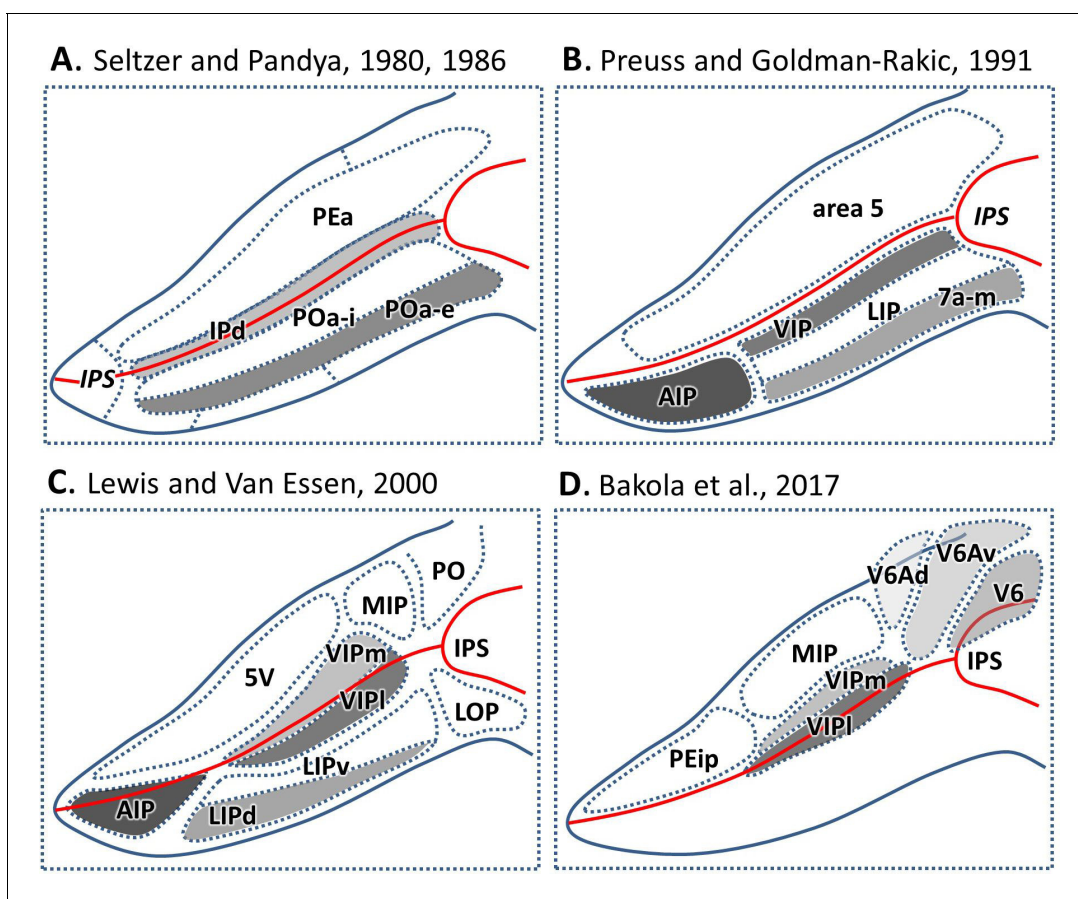 A. Seltzer and Pandya, 1980, 1986
PEa
IPd
POa-i
POa-e
IPS
B. Preuss and Goldman-Rakic, 1991
area 5
IPS
VIP
LIP
7a-m
AIP
C. Lewis and Van Essen, 2000
PO
MIP
5V
VIPm
IPS
VIPl
LOP
LIPv
AIP
LIPd
D. Bakola et al., 2017
V6Av
V6Ad
V6
MIP
IPS
VIPm
VIPl
PEip